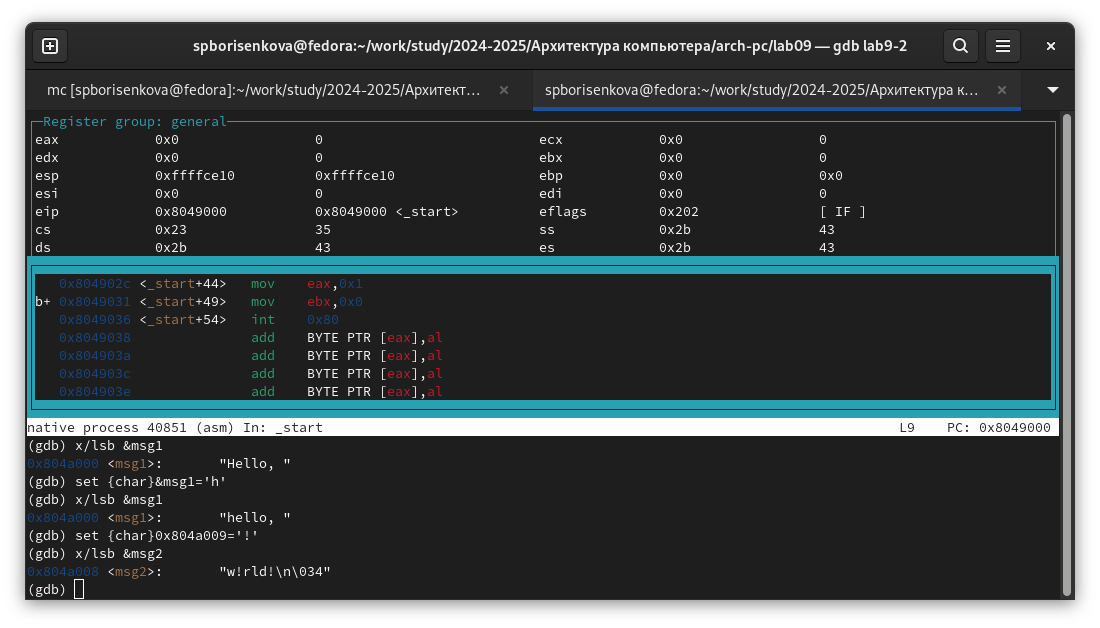 spborisenkova@fedora:~/work/study/2024-2025/Архитектура компьютера/arch-pc/lab09 — gdb lab9-2
mc [spborisenkova@fedora]:~/work/study/2024-2025/Архитект... × spborisenkova@fedora:~/work/study/2024-2025/Архитектура к... ×
Register group: general
eax 0x0 0 ecx 0x0 0
edx 0x0 0 ebx 0x0 0
esp 0xffffce10 0xffffce10 ebp 0x0 0x0
esi 0x0 0 edi 0x0 0
eip 0x8049000 0x8049000 <_start> eflags 0x202 [ IF ]
cs 0x23 35 ss 0x2b 43
ds 0x2b 43 es 0x2b 43
0x804902c <_start+44> mov eax,0x1
b+ 0x8049031 <_start+49> mov ebx,0x0
0x8049036 <_start+54> int 0x80
0x8049038 add BYTE PTR [eax],al
0x804903a add BYTE PTR [eax],al
0x804903c add BYTE PTR [eax],al
0x804903e add BYTE PTR [eax],al
native process 40851 (asm) In: _start L9 PC: 0x8049000
(gdb) x/lsb &msg1
0x804a000 <msg1>: "Hello, "
(gdb) set {char}&msg1='h'
(gdb) x/lsb &msg1
0x804a000 <msg1>: "hello, "
(gdb) set {char}0x804a009='!'
(gdb) x/lsb &msg2
0x804a008 <msg2>: "w!rld!\n\034"
(gdb)